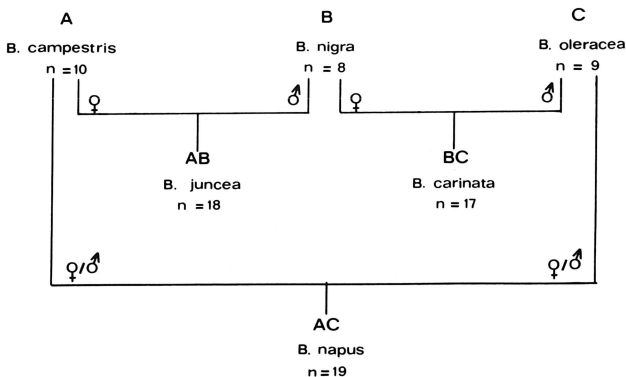 A B C
B. campestris B. nigra B. oleracea
n =10 n = 8 n = 9
♀ ♂ ♀ ♂
AB BC
B. juncea B. carinata
n = 18 n = 17
♀/♂ ♀/♂
AC
B. napus
n=19